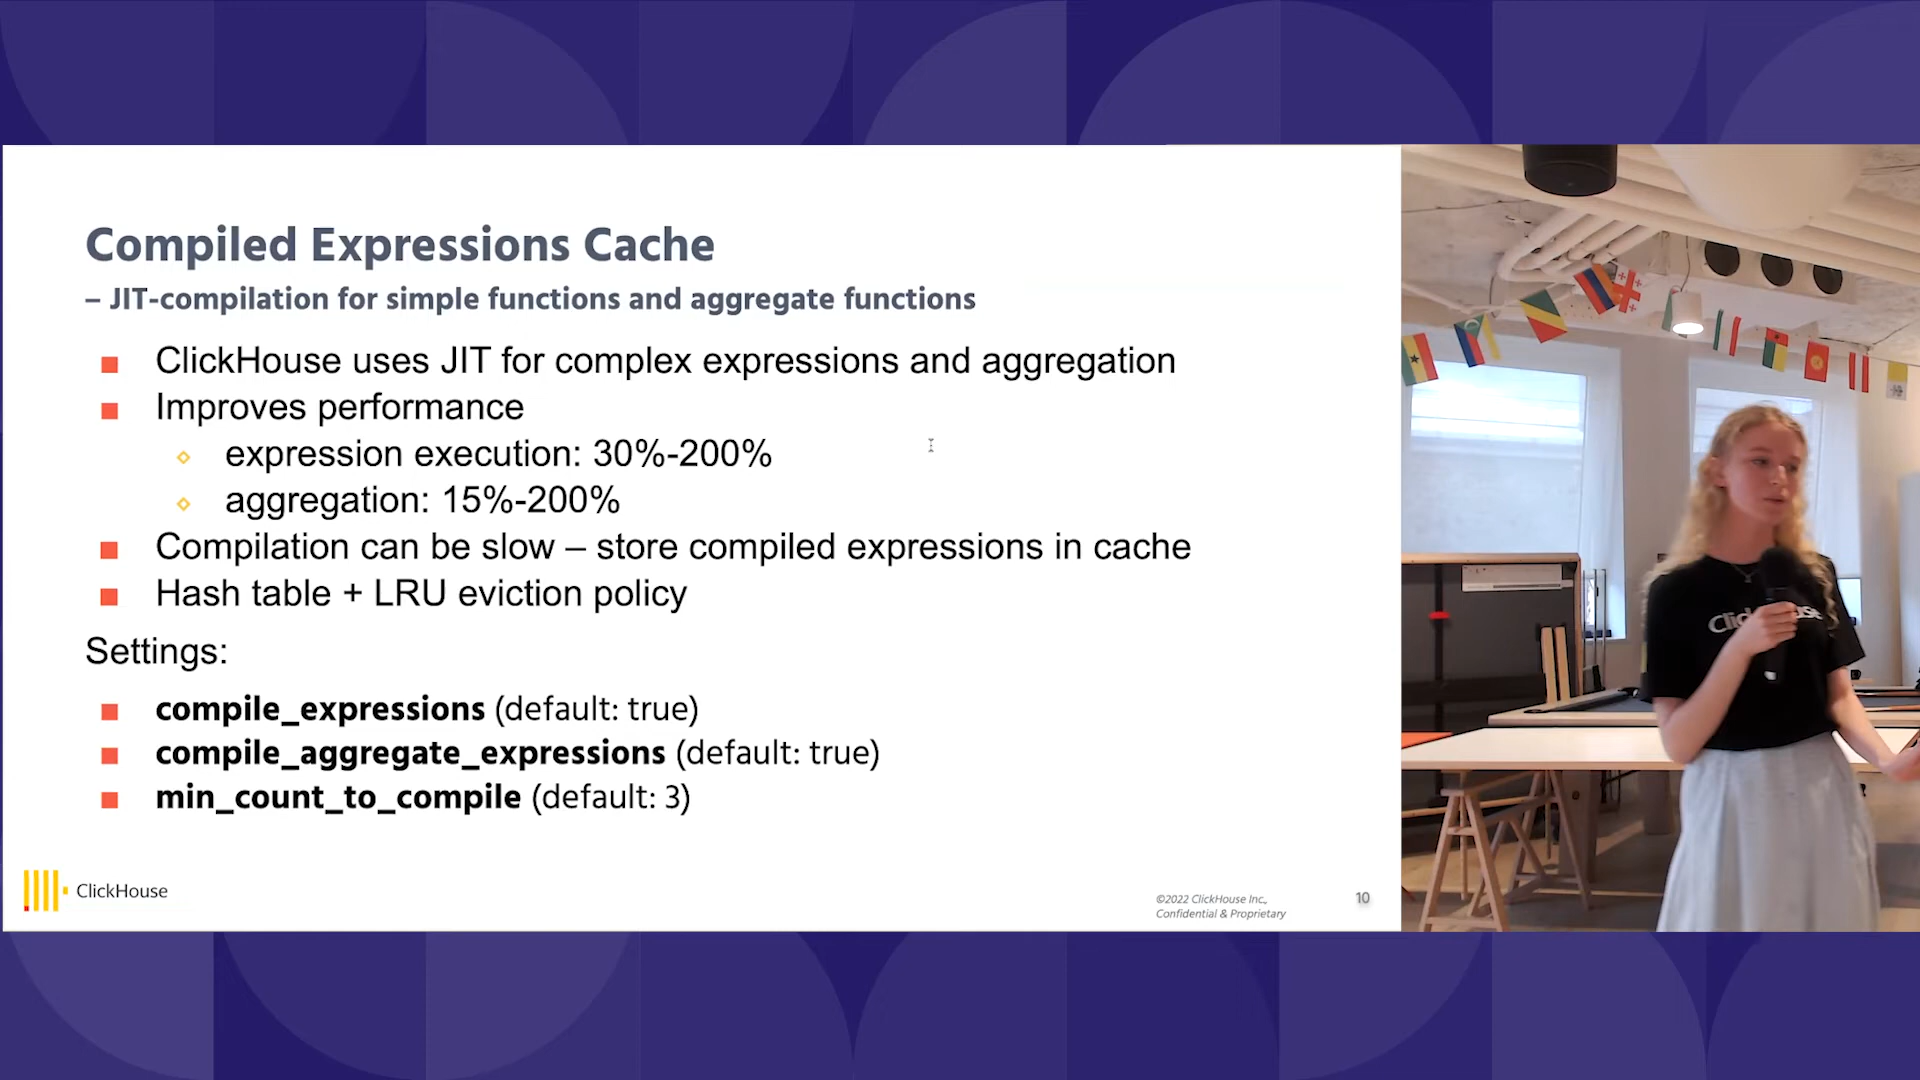 Compiled Expressions Cache
– JIT-compilation for simple functions and aggregate functions
ClickHouse uses JIT for complex expressions and aggregation
Improves performance
expression execution: 30%-200%
aggregation: 15%-200%
Compilation can be slow – store compiled expressions in cache
Hash table + LRU eviction policy
Settings:
compile_expressions (default: true)
compile_aggregate_expressions (default: true)
min_count_to_compile (default: 3)
ClickHouse
©2022 ClickHouse Inc.,
Confidential & Proprietary
10